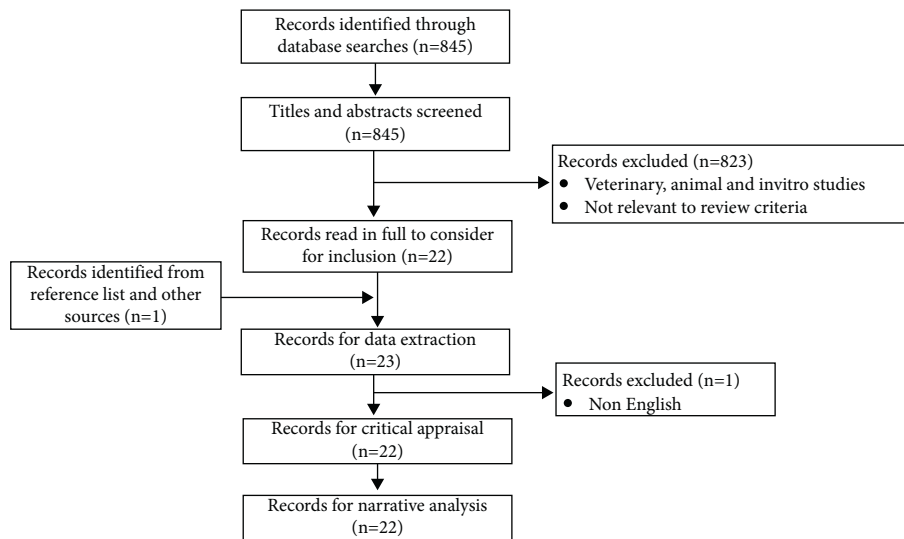 Records identified through
database searches (n=845)
Titles and abstracts screened
(n=845)
Records excluded (n=823)
● Veterinary, animal and invitro studies
● Not relevant to review criteria
Records read in full to consider
for inclusion (n=22)
Records identified from
reference list and other
sources (n=1)
Records for data extraction
(n=23)
Records excluded (n=1)
● Non English
Records for critical appraisal
(n=22)
Records for narrative analysis
(n=22)